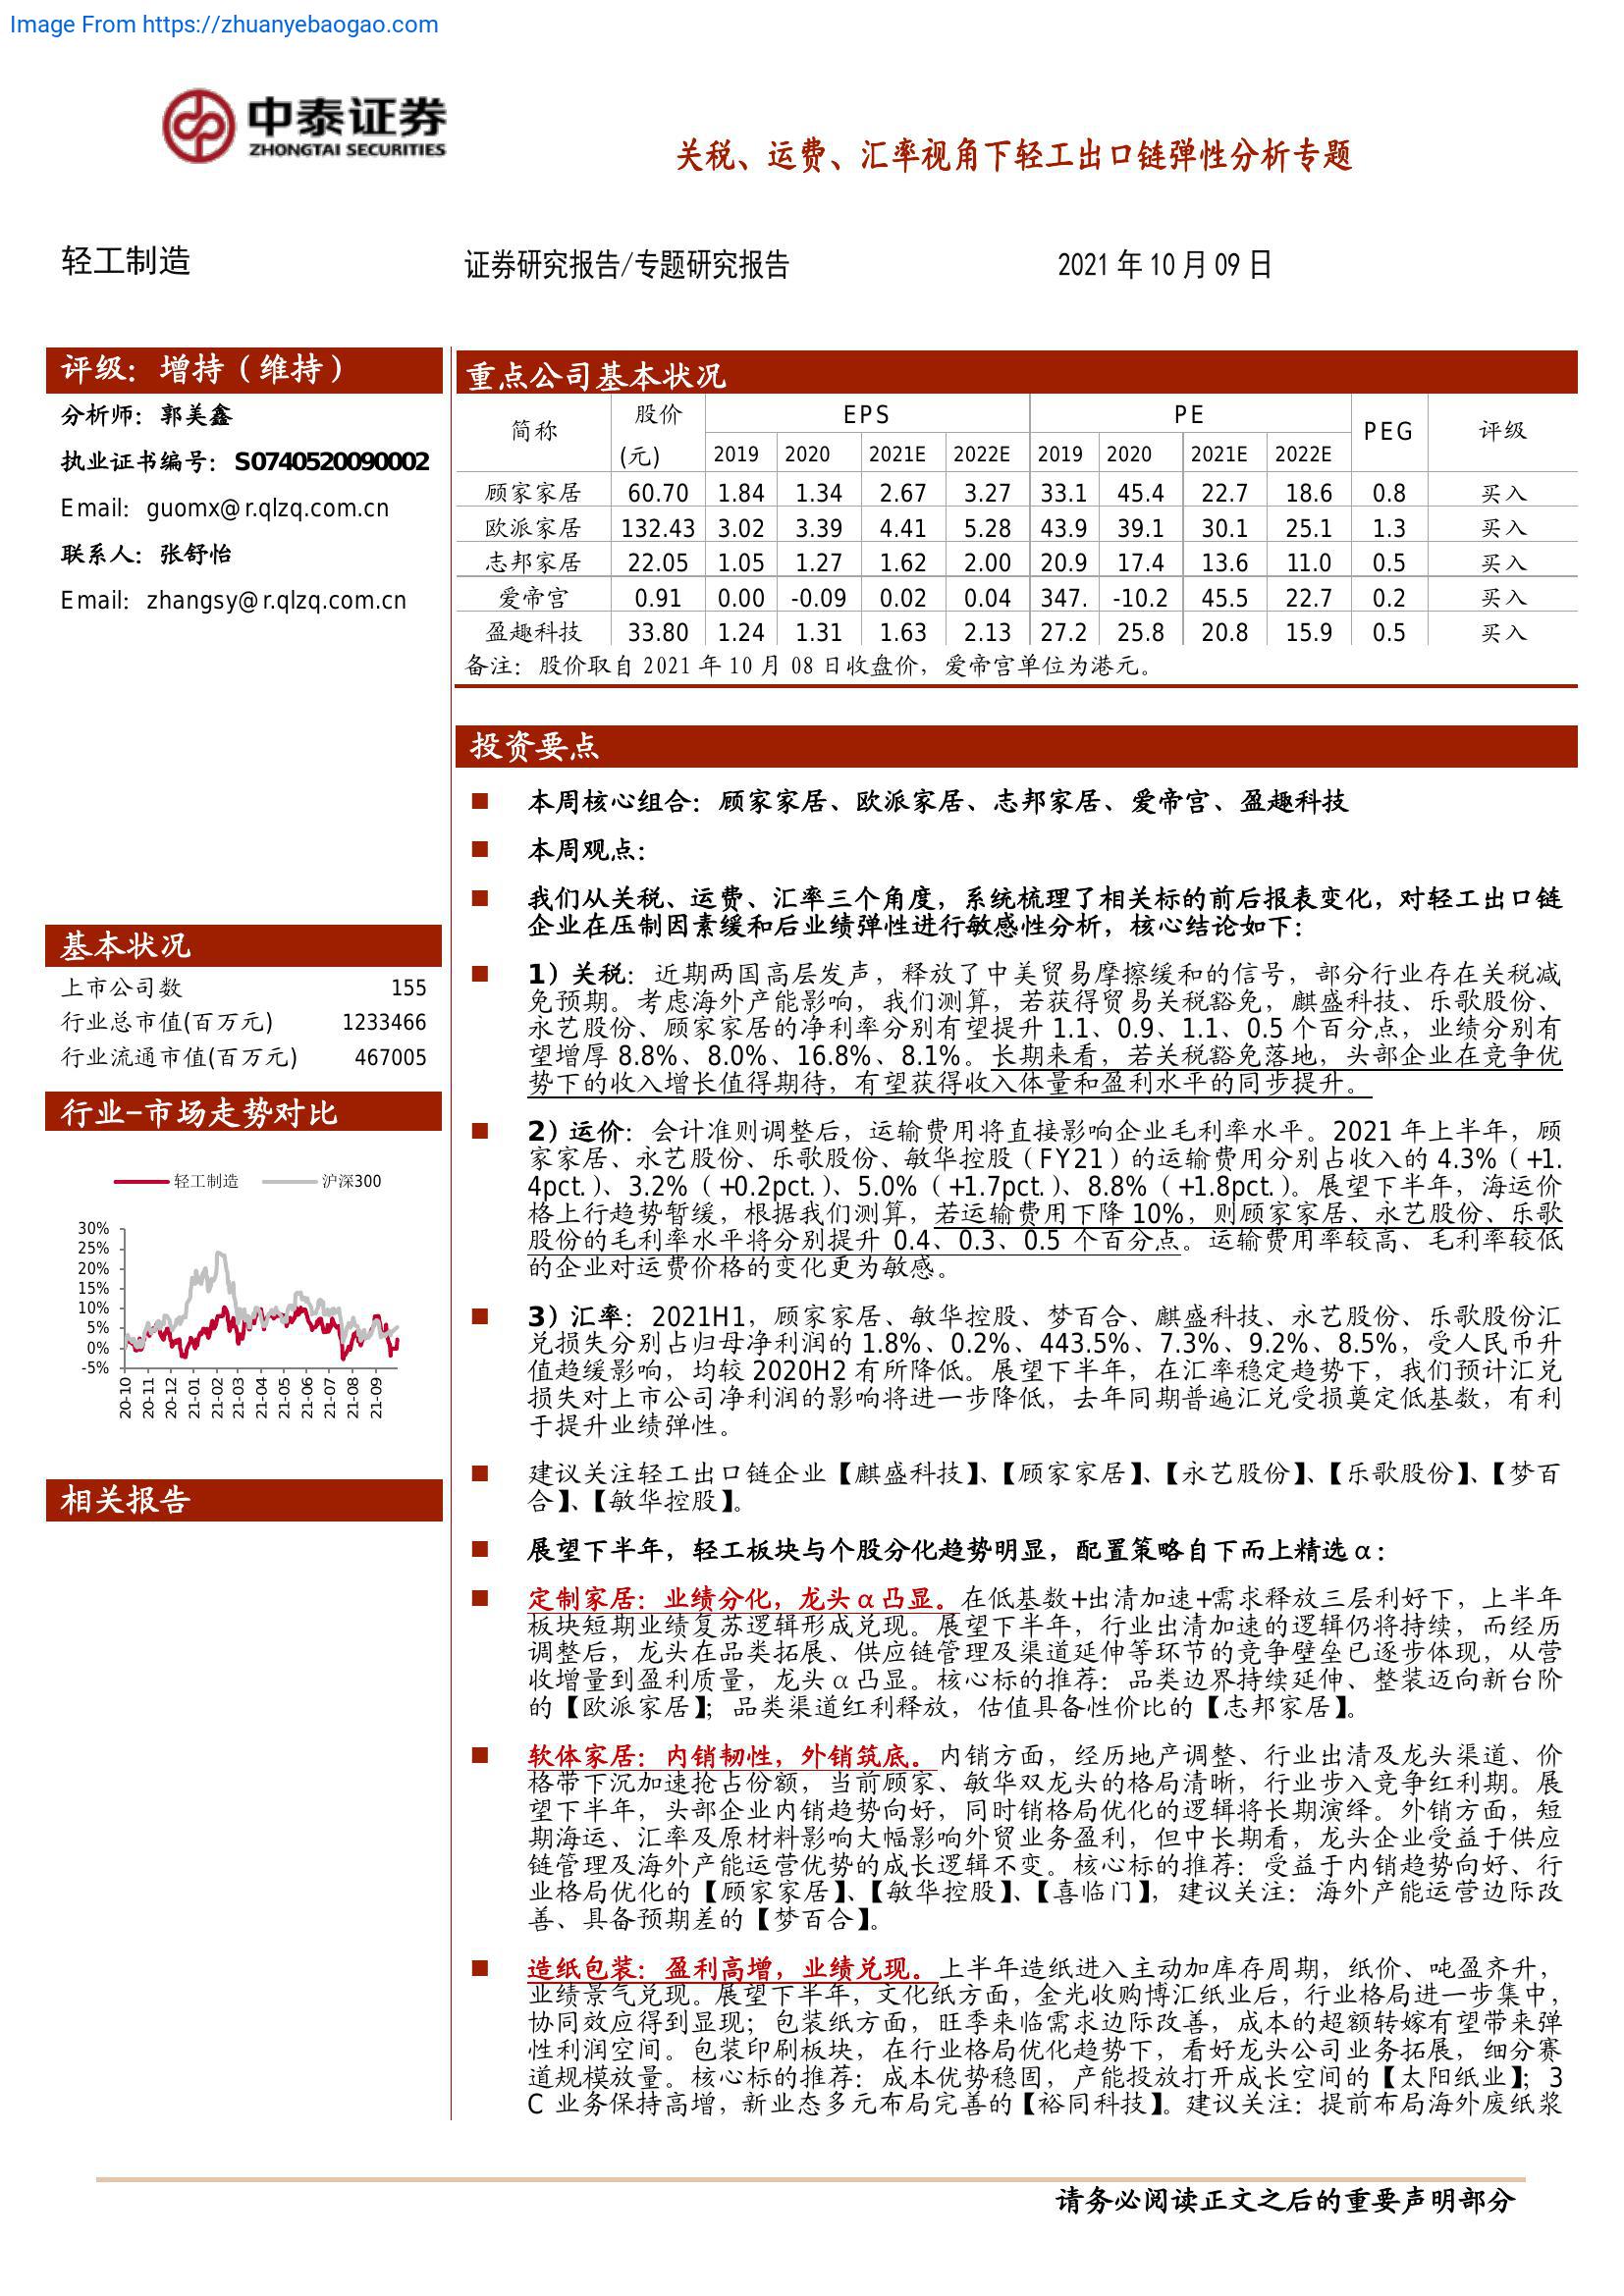 Image From https://zhuanyebaogao.com
中泰证券
ZHONGTAI SECURITIES
关税、运费、汇率视角下轻工出口链弹性分析专题
轻工制造 证券研究报告/专题研究报告 2021 年 10 月 09 日
评级：增持（维持）
分析师：郭美鑫
执业证书编号：S0740520090002
Email：guomx@r.qlzq.com.cn
联系人：张舒怡
Email：zhangsy@r.qlzq.com.cn
基本状况
上市公司数 155
行业总市值(百万元) 1233466
行业流通市值(百万元) 467005
行业-市场走势对比
轻工制造 沪深300
30%
25%
20%
15%
10%
5%
0%
-5%
20-10 20-11 20-12 21-01 21-02 21-03 21-04 21-05 21-06 21-07 21-08 21-09
相关报告
重点公司基本状况
简称 股价(元) EPS PE PEG 评级
2019 2020 2021E 2022E 2019 2020 2021E 2022E
顾家家居 60.70 1.84 1.34 2.67 3.27 33.1 45.4 22.7 18.6 0.8 买入
欧派家居 132.43 3.02 3.39 4.41 5.28 43.9 39.1 30.1 25.1 1.3 买入
志邦家居 22.05 1.05 1.27 1.62 2.00 20.9 17.4 13.6 11.0 0.5 买入
爱帝宫 0.91 0.00 -0.09 0.02 0.04 347. -10.2 45.5 22.7 0.2 买入
盈趣科技 33.80 1.24 1.31 1.63 2.13 27.2 25.8 20.8 15.9 0.5 买入
备注：股价取自 2021 年 10 月 08 日收盘价，爱帝宫单位为港元。
投资要点
■ 本周核心组合：顾家家居、欧派家居、志邦家居、爱帝宫、盈趣科技
■ 本周观点：
■ 我们从关税、运费、汇率三个角度，系统梳理了相关标的前后报表变化，对轻工出口链
企业在压制因素缓和后业绩弹性进行敏感性分析，核心结论如下：
■ 1）关税：近期两国高层发声，释放了中美贸易摩擦缓和的信号，部分行业存在关税减
免预期。考虑海外产能影响，我们测算，若获得贸易关税豁免，麒盛科技、乐歌股份、
永艺股份、顾家家居的净利率分别有望提升 1.1、0.9、1.1、0.5 个百分点，业绩分别有
望增厚 8.8%、8.0%、16.8%、8.1%。长期来看，若关税豁免落地，头部企业在竞争优
势下的收入增长值得期待，有望获得收入体量和盈利水平的同步提升。
■ 2）运价：会计准则调整后，运输费用将直接影响企业毛利率水平。2021 年上半年，顾
家家居、永艺股份、乐歌股份、敏华控股（FY21）的运输费用分别占收入的 4.3%（+1.
4pct.）、3.2%（+0.2pct.）、5.0%（+1.7pct.）、8.8%（+1.8pct.）。展望下半年，海运价
格上行趋势暂缓，根据我们测算，若运输费用下降 10%，则顾家家居、永艺股份、乐歌
股份的毛利率水平将分别提升 0.4、0.3、0.5 个百分点。运输费用率较高、毛利率较低
的企业对运费价格的变化更为敏感。
■ 3）汇率：2021H1，顾家家居、敏华控股、梦百合、麒盛科技、永艺股份、乐歌股份汇
兑损失分别占归母净利润的 1.8%、0.2%、443.5%、7.3%、9.2%、8.5%，受人民币升
值趋缓影响，均较 2020H2 有所降低。展望下半年，在汇率稳定趋势下，我们预计汇兑
损失对上市公司净利润的影响将进一步降低，去年同期普遍汇兑受损奠定低基数，有利
于提升业绩弹性。
■ 建议关注轻工出口链企业【麒盛科技】、【顾家家居】、【永艺股份】、【乐歌股份】、【梦百
合】、【敏华控股】。
■ 展望下半年，轻工板块与个股分化趋势明显，配置策略自下而上精选α：
■ 定制家居：业绩分化，龙头α凸显。在低基数+出清加速+需求释放三层利好下，上半年
板块短期业绩复苏逻辑形成兑现。展望下半年，行业出清加速的逻辑仍将持续，而经历
调整后，龙头在品类拓展、供应链管理及渠道延伸等环节的竞争壁垒已逐步体现，从营
收增量到盈利质量，龙头α凸显。核心标的推荐：品类边界持续延伸、整装迈向新台阶
的【欧派家居】；品类渠道红利释放，估值具备性价比的【志邦家居】。
■ 软体家居：内销韧性，外销筑底。内销方面，经历地产调整、行业出清及龙头渠道、价
格带下沉加速抢占份额，当前顾家、敏华双龙头的格局清晰，行业步入竞争红利期。展
望下半年，头部企业内销趋势向好，同时销格局优化的逻辑将长期演绎。外销方面，短
期海运、汇率及原材料影响大幅影响外贸业务盈利，但中长期看，龙头企业受益于供应
链管理及海外产能运营优势的成长逻辑不变。核心标的推荐：受益于内销趋势向好、行
业格局优化的【顾家家居】、【敏华控股】、【喜临门】，建议关注：海外产能运营边际改
善、具备预期差的【梦百合】。
■ 造纸包装：盈利高增，业绩兑现。上半年造纸进入主动加库存周期，纸价、吨盈齐升，
业绩景气兑现。展望下半年，文化纸方面，金光收购博汇纸业后，行业格局进一步集中，
协同效应得到显现；包装纸方面，旺季来临需求边际改善，成本的超额转嫁有望带来弹
性利润空间。包装印刷板块，在行业格局优化趋势下，看好龙头公司业务拓展，细分赛
道规模放量。核心标的推荐：成本优势稳固，产能投放打开成长空间的【太阳纸业】；3
C 业务保持高增，新业态多元布局完善的【裕同科技】。建议关注：提前布局海外废纸浆
请务必阅读正文之后的重要声明部分